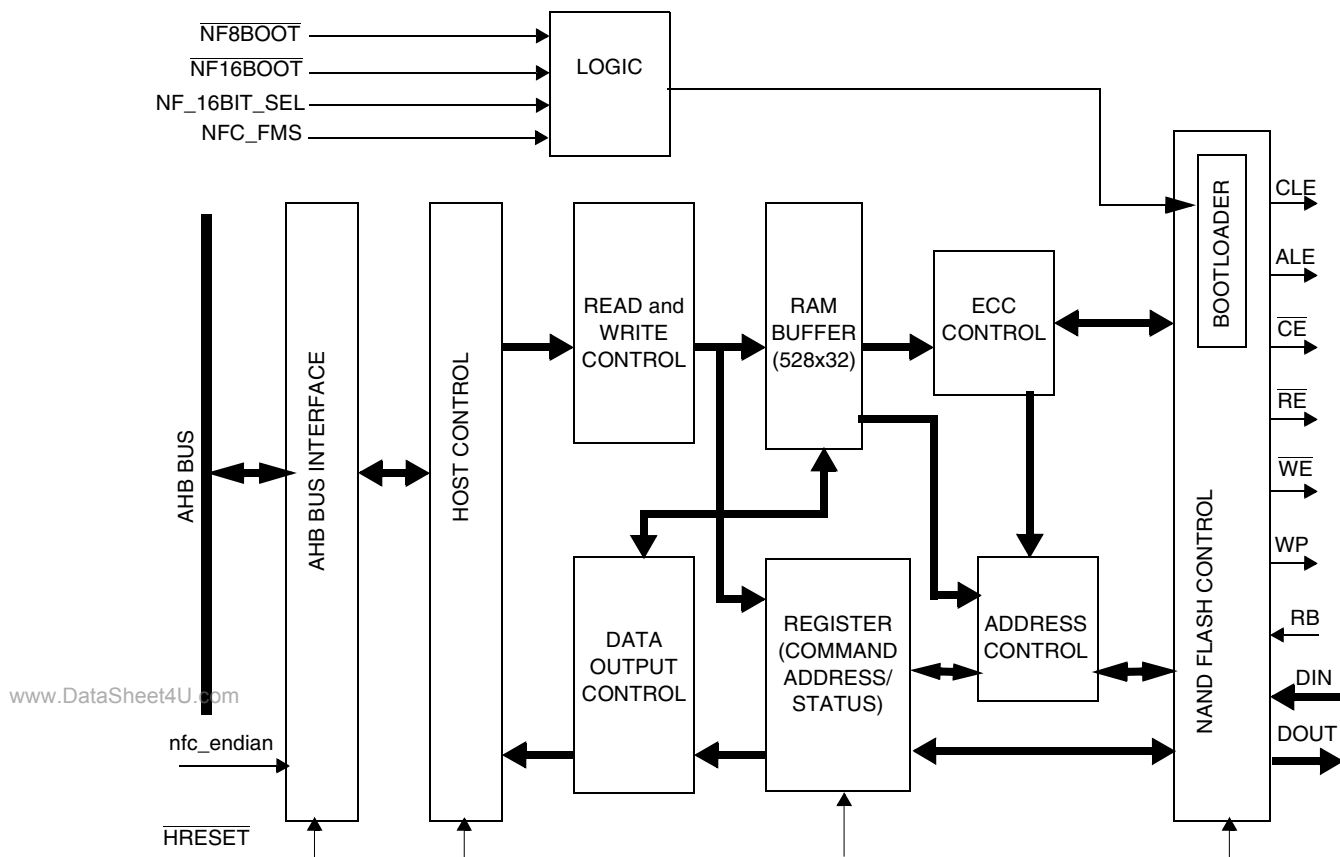 NF8BOOT
NF16BOOT
NF_16BIT_SEL
NFC_FMS
LOGIC
AHB BUS
AHB BUS INTERFACE
HOST CONTROL
READ and
WRITE
CONTROL
RAM
BUFFER
(528x32)
ECC
CONTROL
BOOTLOADER
NAND FLASH CONTROL
CLE
ALE
CE
RE
WE
WP
RB
DIN
DOUT
DATA
OUTPUT
CONTROL
REGISTER
(COMMAND
ADDRESS/
STATUS)
ADDRESS
CONTROL
www.DataSheet4U.com
nfc_endian
HRESET